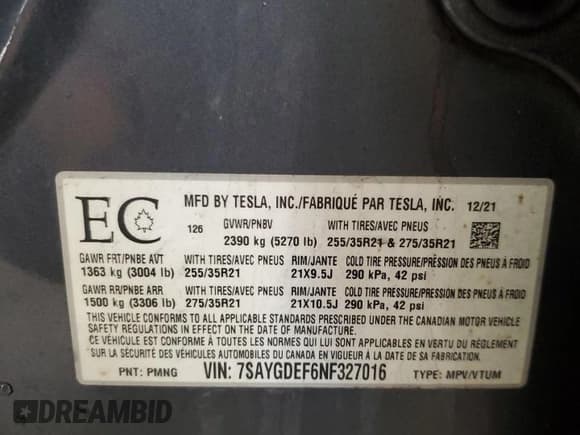 EC
MFD BY TESLA, INC./FABRIQUÉ PAR TESLA, INC. 12/21
126 GVWR/PNBV WITH TIRES/AVEC PNEUS
2390 kg (5270 lb) 255/35R21 & 275/35R21
GAWR FRT/PNBE AVT WITH TIRES/AVEC PNEUS RIM/JANTE COLD TIRE PRESSURE/PRESSION DES PNEUS À FROID
1363 kg (3004 lb) 255/35R21 21X9.5J 290 kPa, 42 psi
GAWR RR/PNBE ARR WITH TIRES/AVEC PNEUS RIM/JANTE COLD TIRE PRESSURE/PRESSION DES PNEUS À FROID
1500 kg (3306 lb) 275/35R21 21X10.5J 290 kPa, 42 psi
THIS VEHICLE CONFORMS TO ALL APPLICABLE STANDARDS PRESCRIBED UNDER THE CANADIAN MOTOR VEHICLE
SAFETY REGULATIONS IN EFFECT ON THE DATE OF MANUFACTURE.
CE VÉHICULE EST CONFORME À TOUTES LES NORMES QUI LUI SONT APPLICABLES EN VERTU DU RÈGLEMENT
SUR LA SÉCURITÉ DES VÉHICULES AUTOMOBILES DU CANADA EN VIGUEUR À LA DATE DE SA FABRICATION.
PNT: PMNG VIN: 7SAYGDEF6NF327016 TYPE: MPV/VTUM
STATCARBID.COM